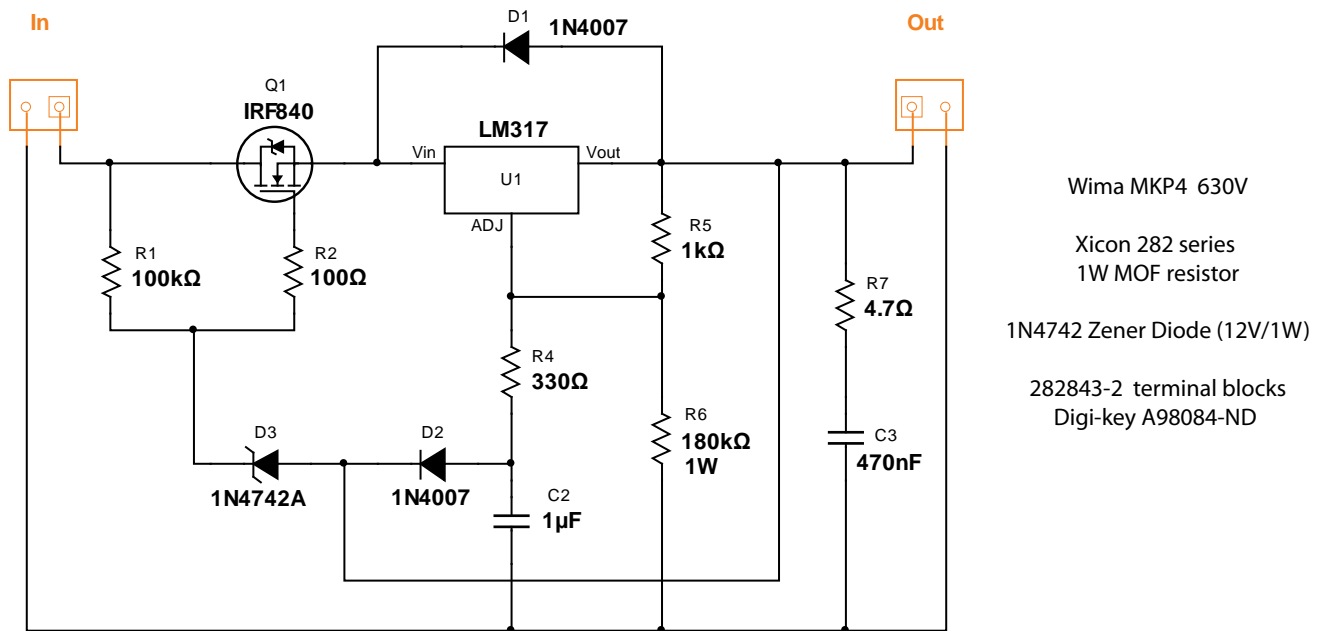 In
Out
D1
1N4007
Q1
IRF840
LM317
Vin
Vout
U1
ADJ
R1
100kΩ
R2
100Ω
R5
1kΩ
R7
4.7Ω
R4
330Ω
R6
180kΩ
1W
D3
1N4742A
D2
1N4007
C2
1µF
C3
470nF
Wima MKP4 630V
Xicon 282 series
1W MOF resistor
1N4742 Zener Diode (12V/1W)
282843-2 terminal blocks
Digi-key A98084-ND